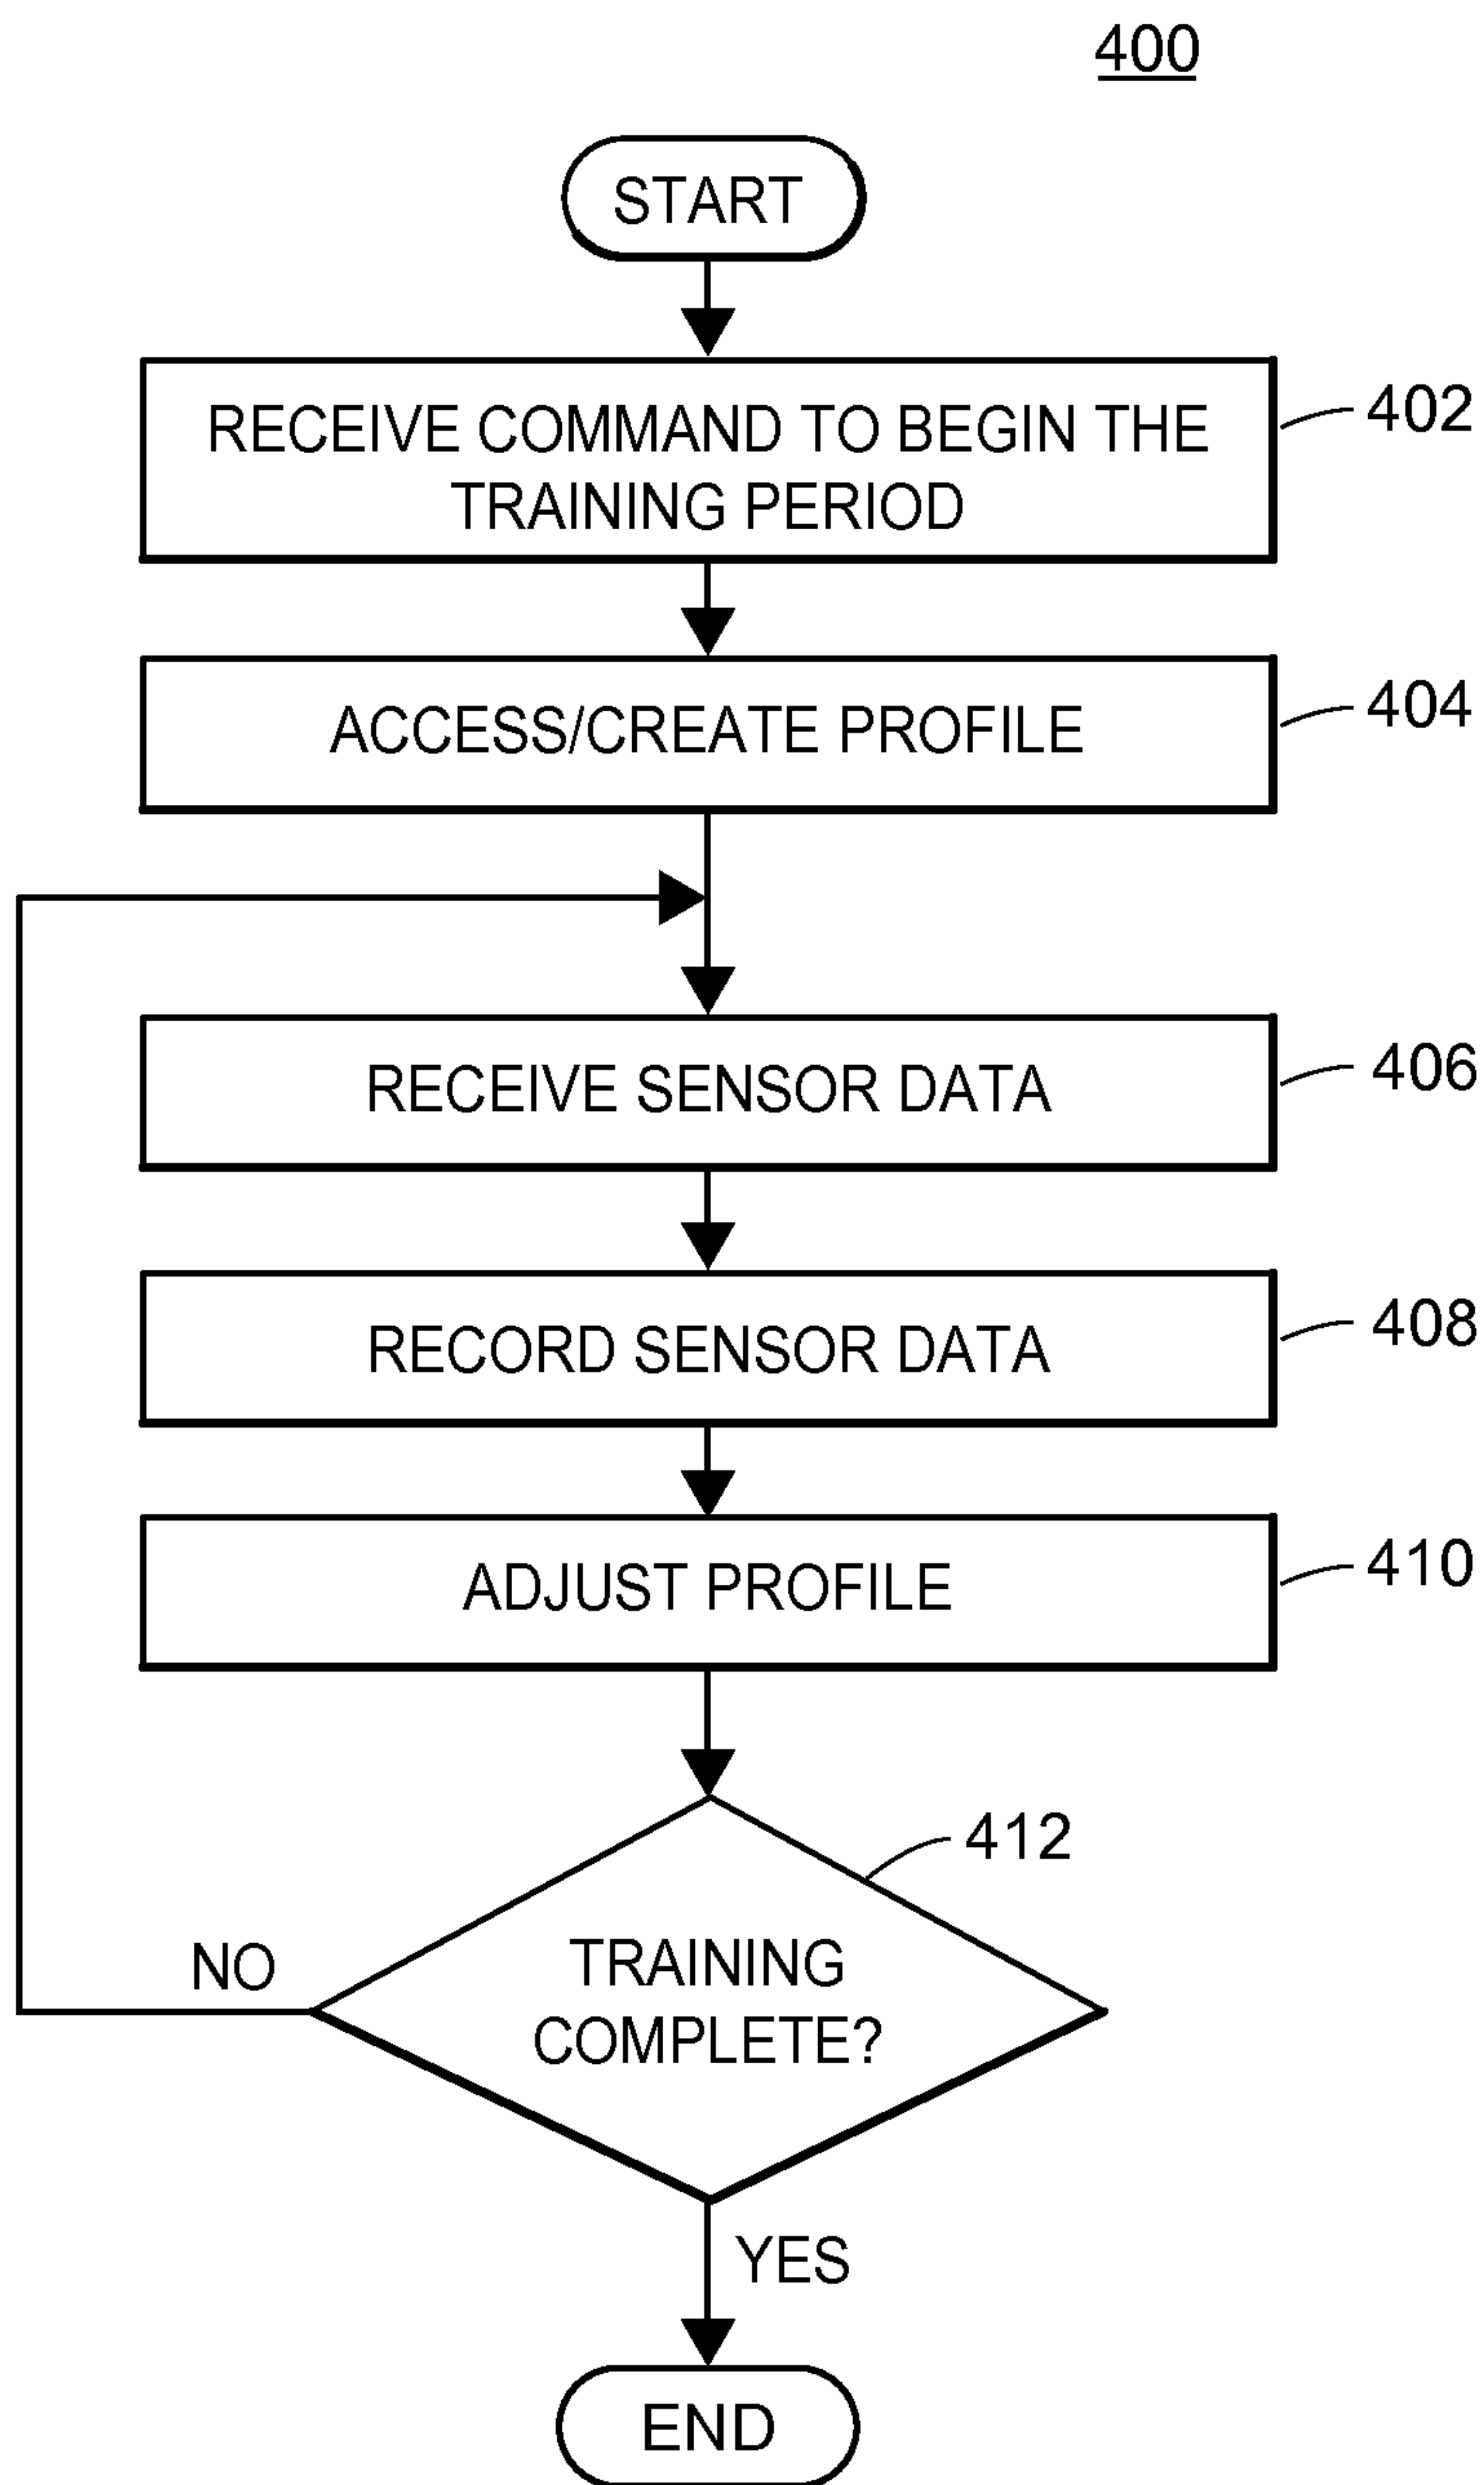 400
START
RECEIVE COMMAND TO BEGIN THE
TRAINING PERIOD
402
ACCESS/CREATE PROFILE
404
RECEIVE SENSOR DATA
406
RECORD SENSOR DATA
408
ADJUST PROFILE
410
412
TRAINING
COMPLETE?
NO
YES
END